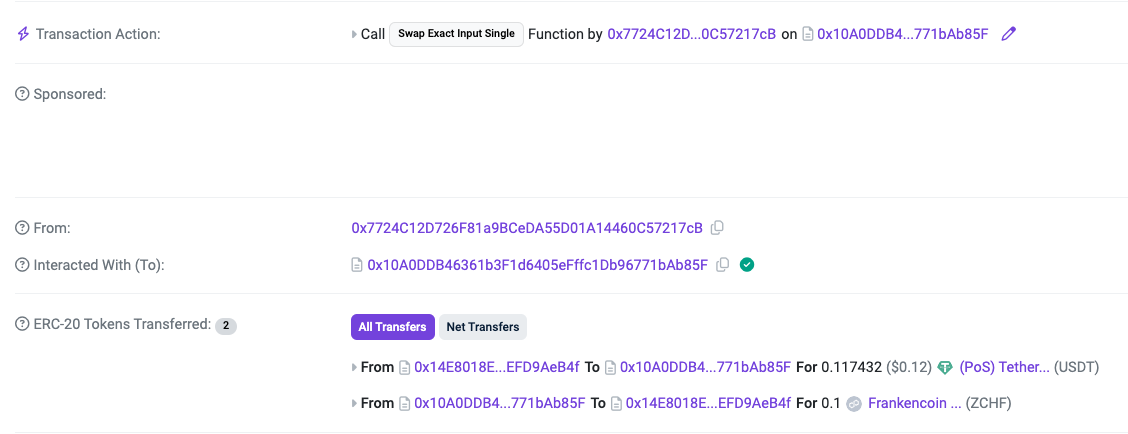 Transaction Action: Call Swap Exact Input Single Function by 0x7724C12D...0C57217cB on 0x10A0DDB4...771bAb85F
Sponsored:
From: 0x7724C12D726F81a9BCeDA55D01A14460C57217cB
Interacted With (To): 0x10A0DDB46361b3F1d6405eFffc1Db96771bAb85F
ERC-20 Tokens Transferred: 2 All Transfers Net Transfers
From 0x14E8018E...EFD9AeB4f To 0x10A0DDB4...771bAb85F For 0.117432 ($0.12) (PoS) Tether... (USDT)
From 0x10A0DDB4...771bAb85F To 0x14E8018E...EFD9AeB4f For 0.1 Frankencoin ... (ZCHF)